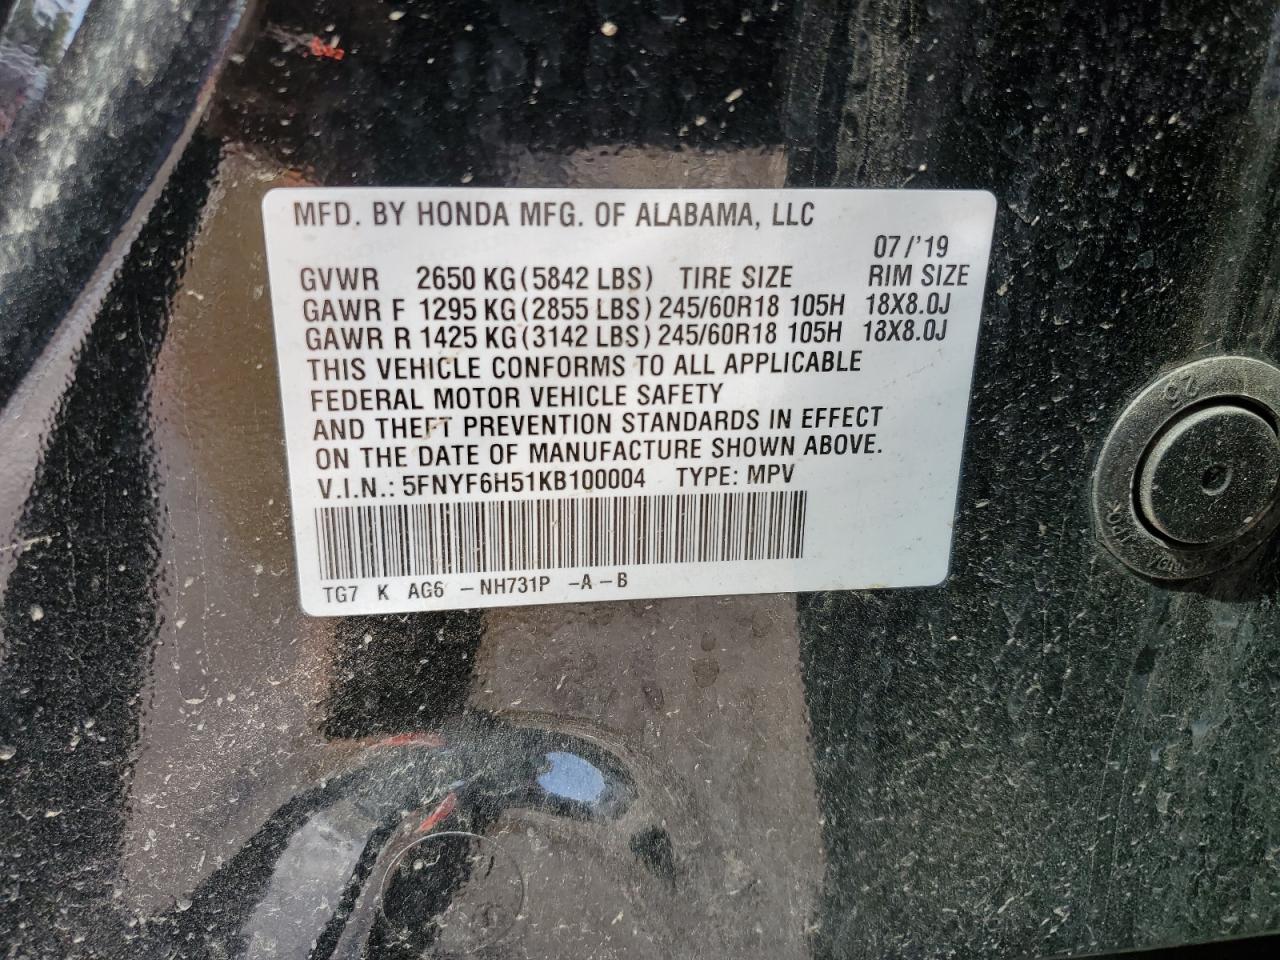 MFD. BY HONDA MFG. OF ALABAMA, LLC
07/'19
GVWR 2650 KG(5842 LBS) TIRE SIZE RIM SIZE
GAWR F 1295 KG(2855 LBS) 245/60R18 105H 18X8.0J
GAWR R 1425 KG(3142 LBS) 245/60R18 105H 18X8.0J
THIS VEHICLE CONFORMS TO ALL APPLICABLE
FEDERAL MOTOR VEHICLE SAFETY
AND THEFT PREVENTION STANDARDS IN EFFECT
ON THE DATE OF MANUFACTURE SHOWN ABOVE.
V.I.N.: 5FNYF6H51KB100004 TYPE: MPV
TG7 K AG6 - NH731P -A-B
25